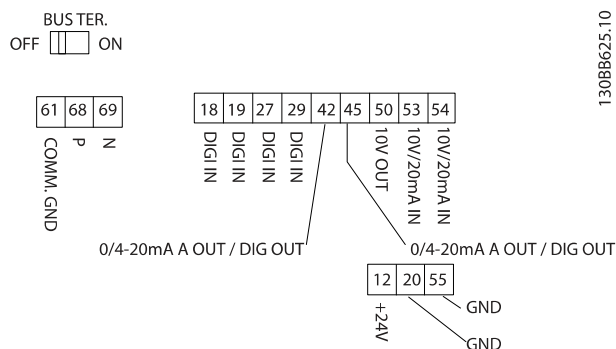 BUS TER.
OFF ON
130BB625.10
61 68 69
COMM. GND
P
N
18 19 27 29 42 45 50 53 54
DIGI IN
DIGI IN
DIGI IN
DIGI IN
10V OUT
10V/20mA IN
10V/20mA IN
0/4-20mA A OUT / DIG OUT
0/4-20mA A OUT / DIG OUT
12 20 55
+24V
GND
GND